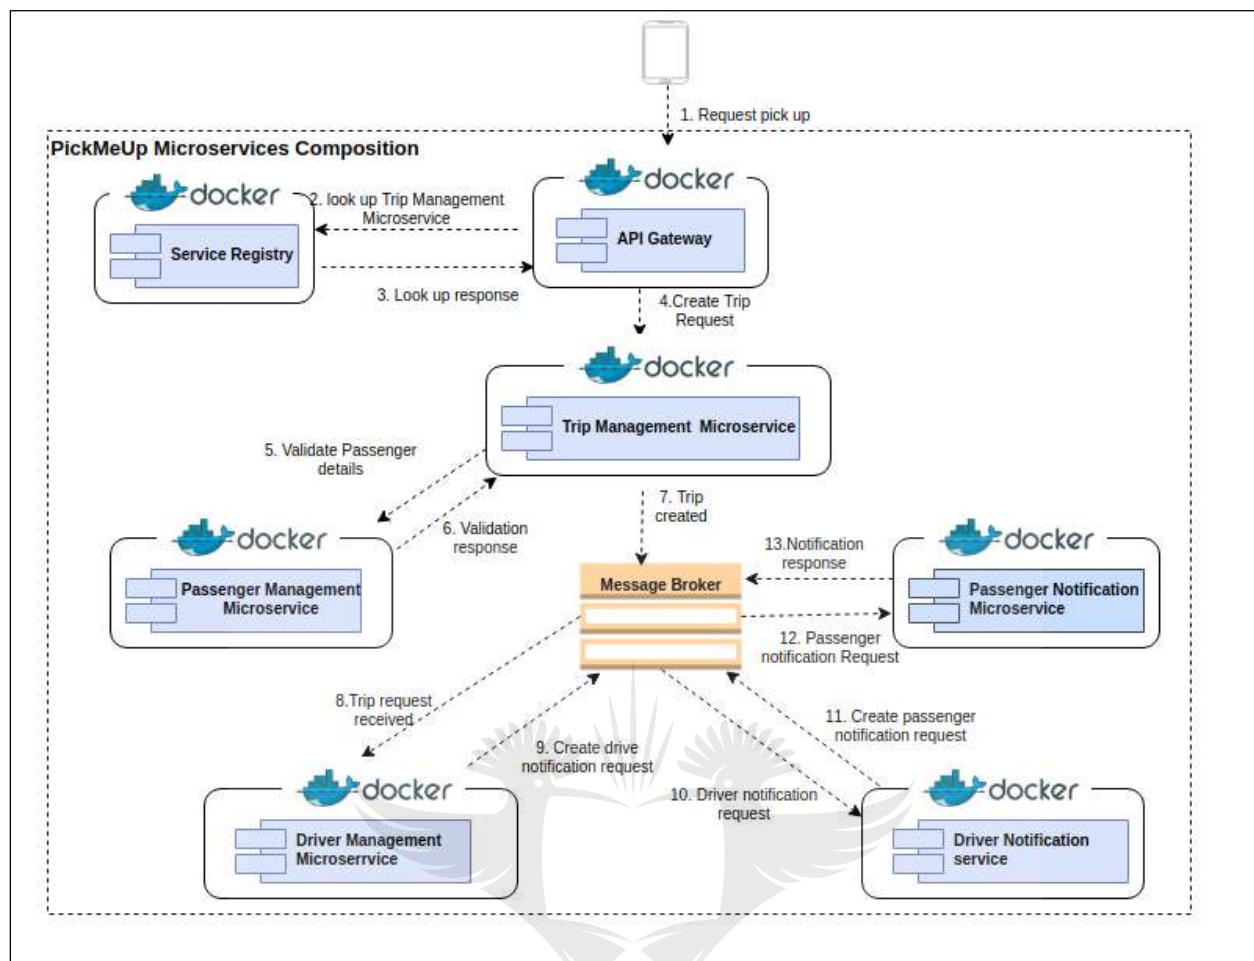 1. Request pick up
PickMeUp Microservices Composition
docker
docker
2. look up Trip Management
Microservice
Service Registry
API Gateway
3. Look up response
4.Create Trip
Request
docker
Trip Management Microservice
5. Validate Passenger
details
6. Validation
response
7. Trip
created
docker
Passenger Management
Microservice
Message Broker
13.Notification
response
docker
Passenger Notification
Microservice
12. Passenger
notification Request
8.Trip request
received
9. Create drive
notification request
11. Create passenger
notification request
10. Driver notification
request
docker
Driver Management
Microserrvice
docker
Driver Notification
service